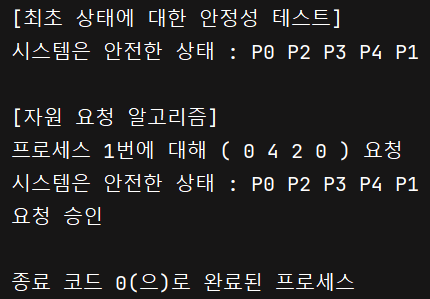 [최초 상태에 대한 안정성 테스트]
시스템은 안전한 상태 : P0 P2 P3 P4 P1
[자원 요청 알고리즘]
프로세스 1번에 대해 ( 0 4 2 0 ) 요청
시스템은 안전한 상태 : P0 P2 P3 P4 P1
요청 승인
종료 코드 0(으)로 완료된 프로세스